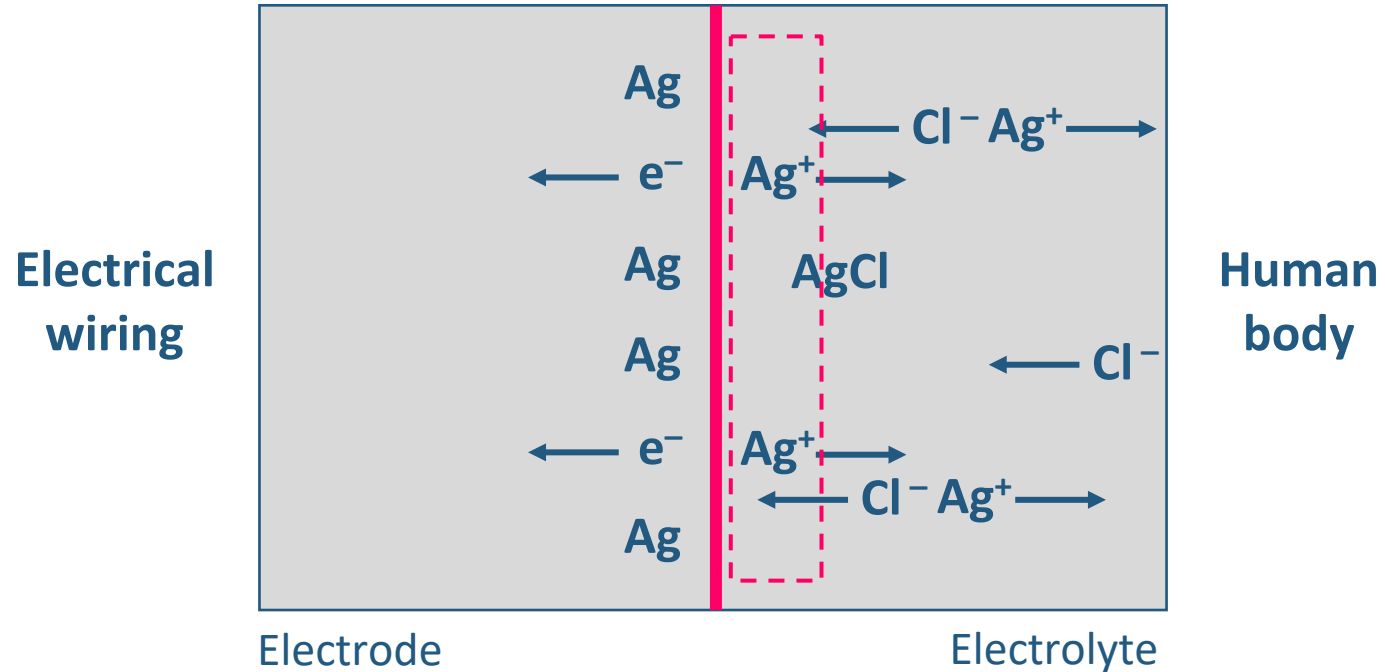 Ag
Cl⁻ Ag⁺
e⁻ Ag⁺
Electrical
wiring
Ag
AgCl
Human
body
Ag
Cl⁻
e⁻ Ag⁺
Cl⁻ Ag⁺
Ag
Electrode
Electrolyte